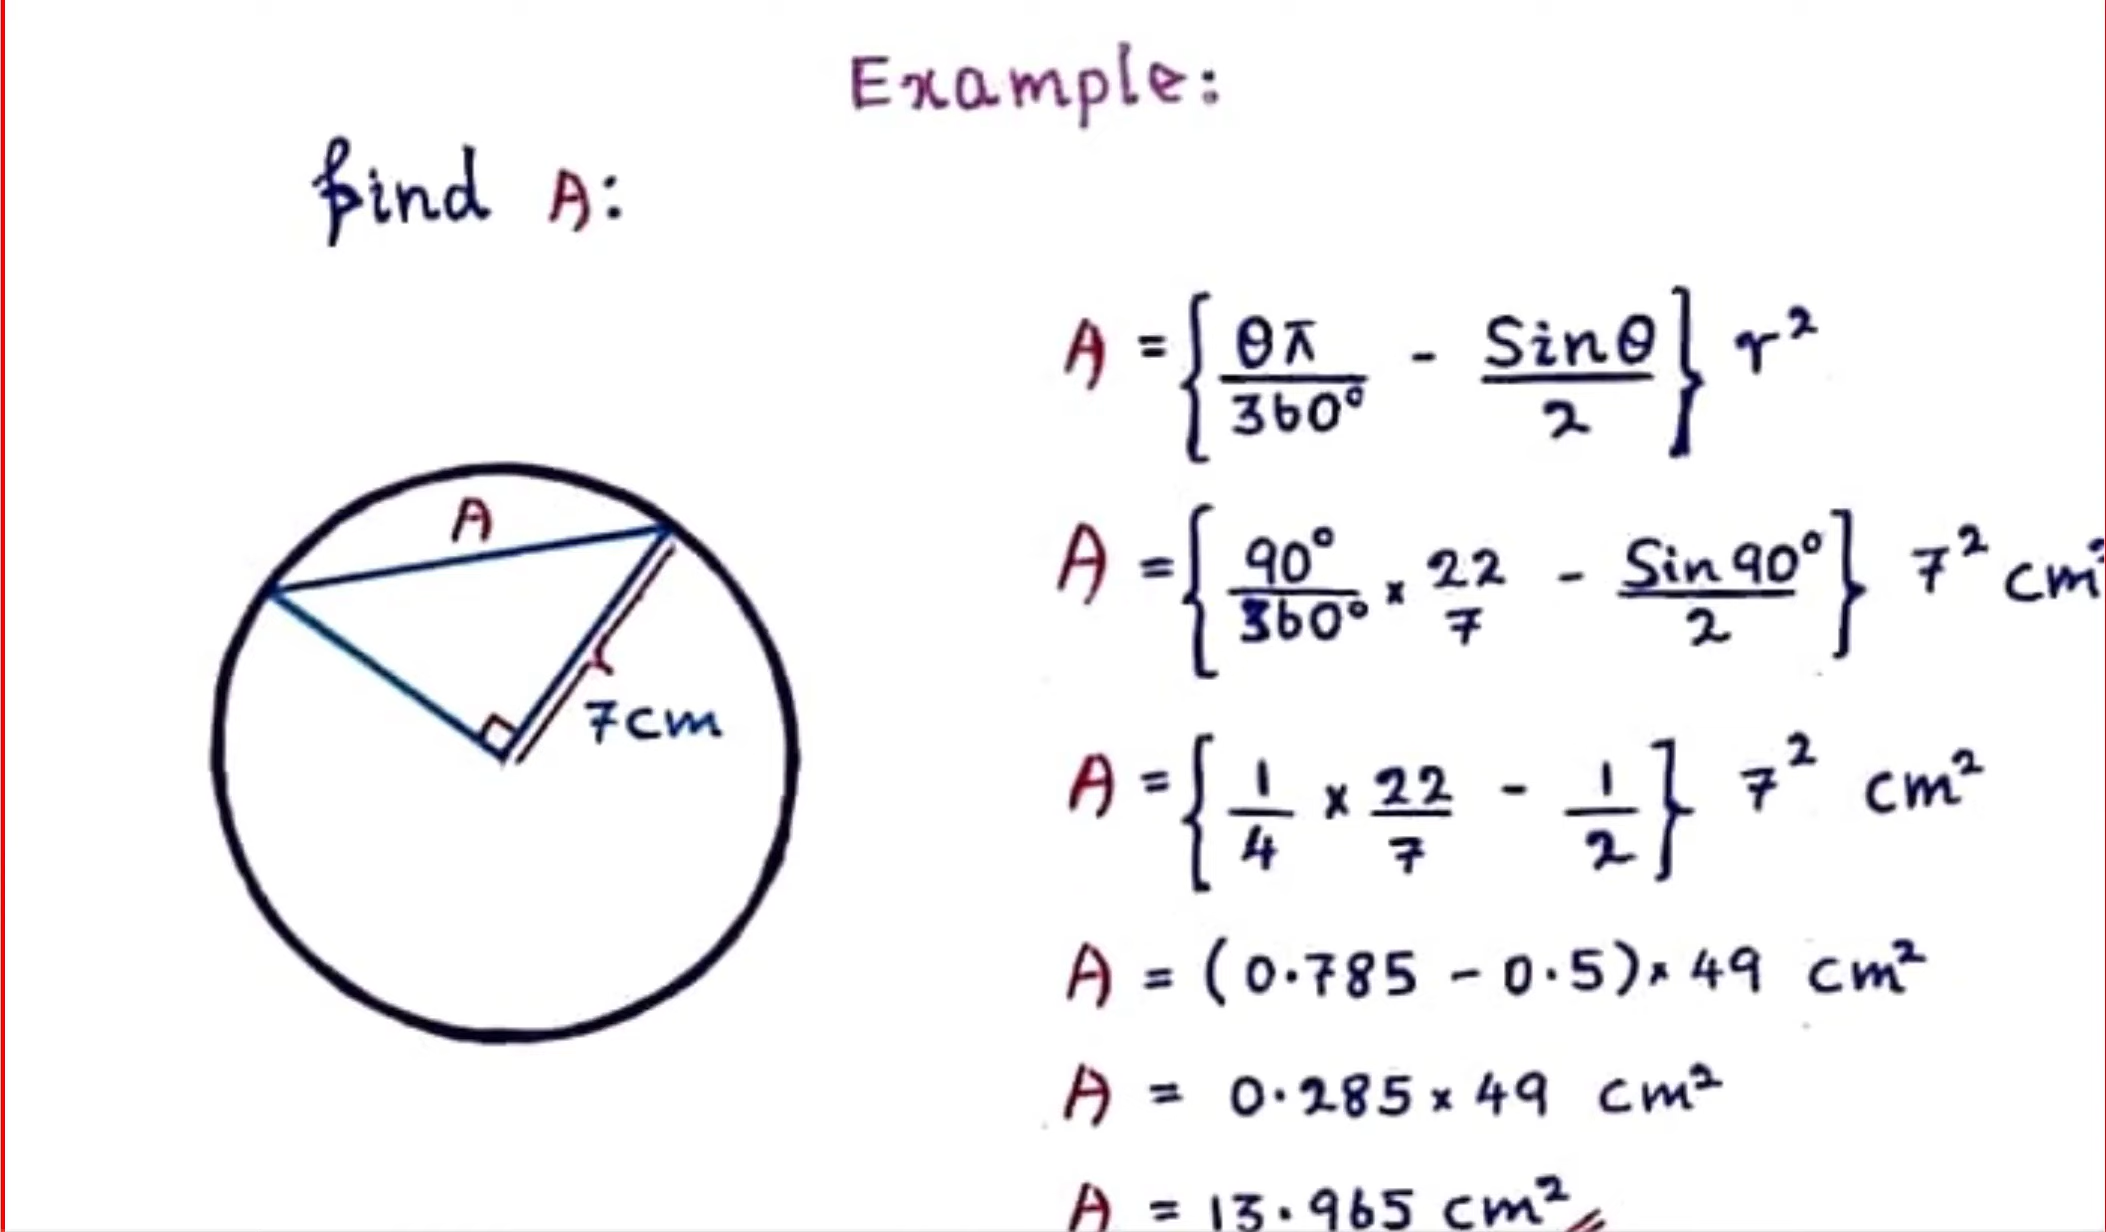 Example:
find A:
A = {θπ/360° - Sinθ/2} r²
A = {90°/360° × 22/7 - Sin90°/2} 7² cm²
A = {1/4 × 22/7 - 1/2} 7² cm²
A = (0.785 - 0.5) × 49 cm²
A = 0.285 × 49 cm²
A = 13.965 cm²
A
7cm